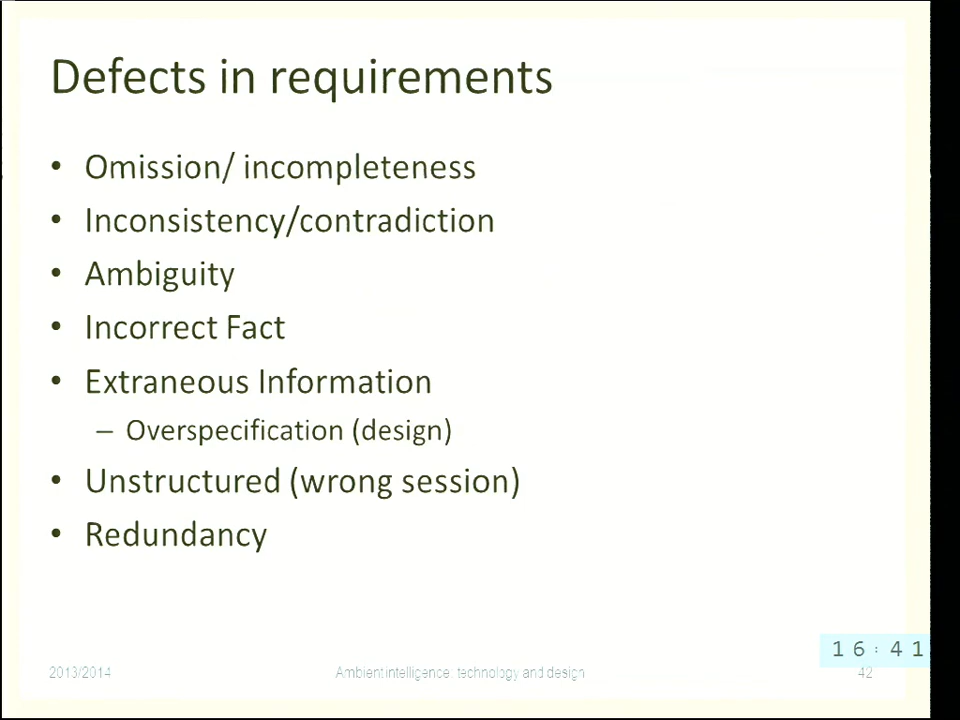 Defects in requirements
• Omission/ incompleteness
• Inconsistency/contradiction
• Ambiguity
• Incorrect Fact
• Extraneous Information
– Overspecification (design)
• Unstructured (wrong session)
• Redundancy
16:41
2013/2014
Ambient intelligence: technology and design
42